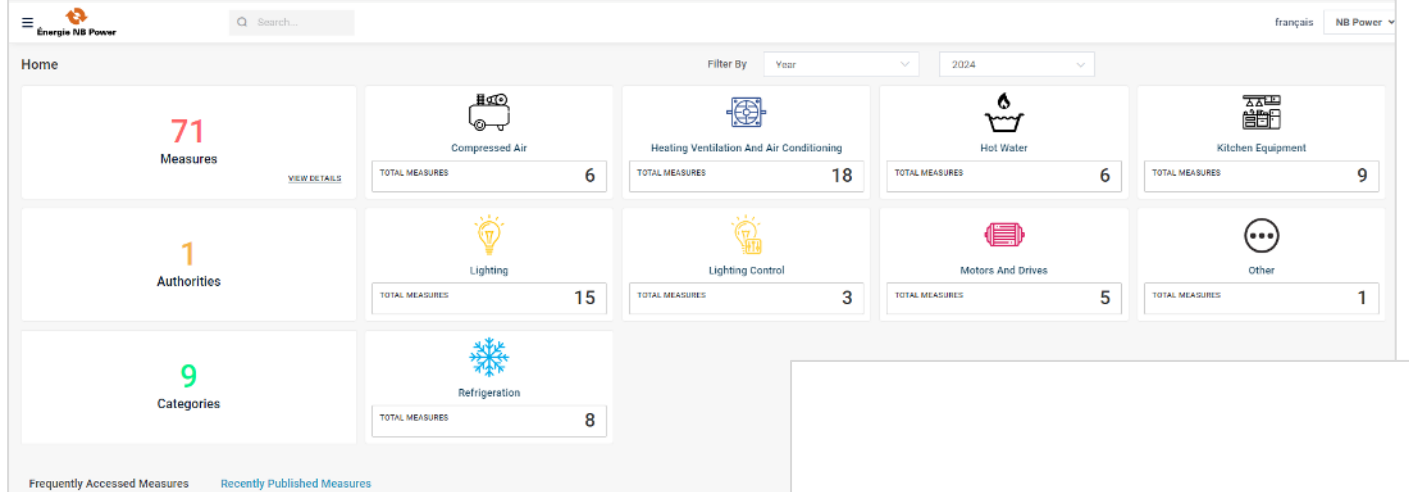 Énergie NB Power
Search...
français
NB Power
Home
Filter By
Year
2024
71
Measures
VIEW DETAILS
Compressed Air
TOTAL MEASURES 6
Heating Ventilation And Air Conditioning
TOTAL MEASURES 18
Hot Water
TOTAL MEASURES 6
Kitchen Equipment
TOTAL MEASURES 9
1
Authorities
Lighting
TOTAL MEASURES 15
Lighting Control
TOTAL MEASURES 3
Motors And Drives
TOTAL MEASURES 5
Other
TOTAL MEASURES 1
9
Categories
Refrigeration
TOTAL MEASURES 8
Frequently Accessed Measures
Recently Published Measures